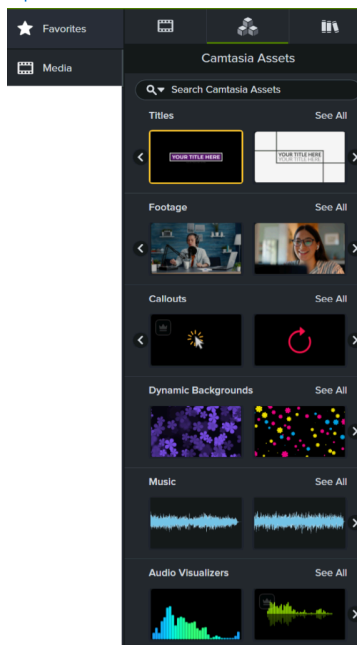 Favorites
Media
Camtasia Assets
Search Camtasia Assets
Titles See All
YOUR TITLE HERE
YOUR TITLE HERE
Footage See All
Callouts See All
Dynamic Backgrounds See All
Music See All
Audio Visualizers See All